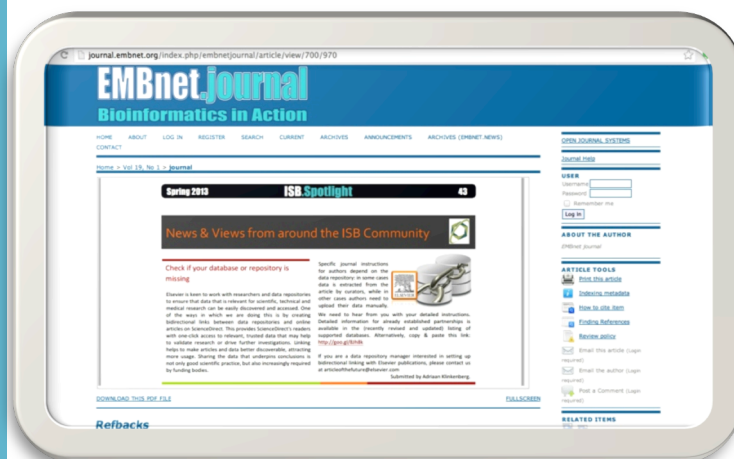 journal.embnet.org/index.php/embnetjournal/article/view/700/970
EMBnet.journal
Bioinformatics in Action
HOME ABOUT LOG IN REGISTER SEARCH CURRENT ARCHIVES ANNOUNCEMENTS ARCHIVES (EMBNET.NEWS)
CONTACT
Home > Vol 19, No 1 > Journal
Spring 2013 ISB.Spotlight 43
News & Views from around the ISB Community
Check if your database or repository is
missing
Elsevier is keen to work with researchers and data repositories
to ensure that data that is relevant for scientific, technical and
medical research can be easily discovered and accessed. One
of the ways in which we are doing this is by creating
bidirectional links between data repositories and online
articles on ScienceDirect. This provides ScienceDirect's readers
with one-click access to relevant, trusted data that may help
to validate research or drive further investigations. Linking
helps to make articles and data better discoverable, attracting
more usage. Sharing the data that underpins conclusions is
not only good scientific practice, but also increasingly required
by funding bodies.
Specific journal instructions
for authors depend on the
data repository: in some cases
data is extracted from the
article by curators, while in
other cases authors need to
upload their data manually.
ELSEVIER
We need to hear from you with your detailed instructions.
Detailed information for already established partnerships is
available in the (recently revised and updated) listing of
supported databases. Alternatively, copy & paste this link:
If you are a data repository manager interested in setting up
bidirectional linking with Elsevier publications, please contact us
at articleofthefuture@elsevier.com
Submitted by Adriaan Klinkenberg.
DOWNLOAD THIS PDF FILE FULLSCREEN
Refbacks
OPEN JOURNAL SYSTEMS
Journal Help
USER
Username
Password
Remember me
Log In
ABOUT THE AUTHOR
EMBnet Journal
ARTICLE TOOLS
Print this article
Indexing metadata
How to cite item
Finding References
Review policy
Email this article (Login
required)
Email the author (Login
required)
Post a Comment (Login
required)
RELATED ITEMS